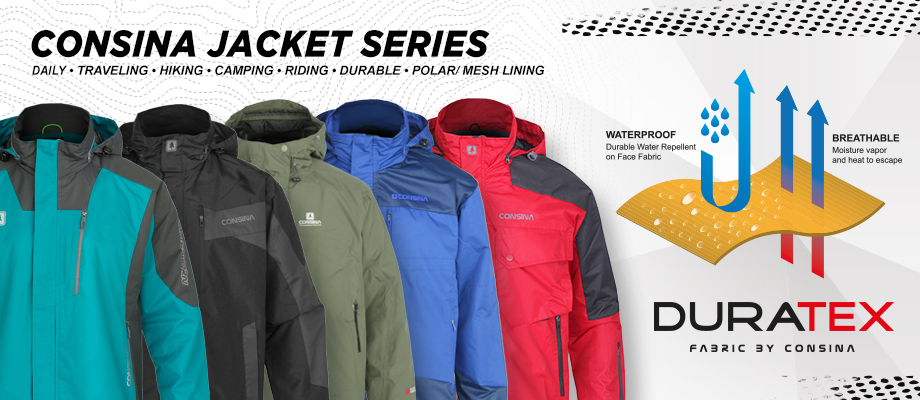 CONSINA JACKET SERIES
DAILY • TRAVELING • HIKING • CAMPING • RIDING • DURABLE • POLAR/ MESH LINING
WATERPROOF
Durable Water Repellent
on Face Fabric
BREATHABLE
Moisture vapor
and heat to escape
CONSINA
CONSINA
CONSINA
CONSINA
DURATEX
FABRIC BY CONSINA